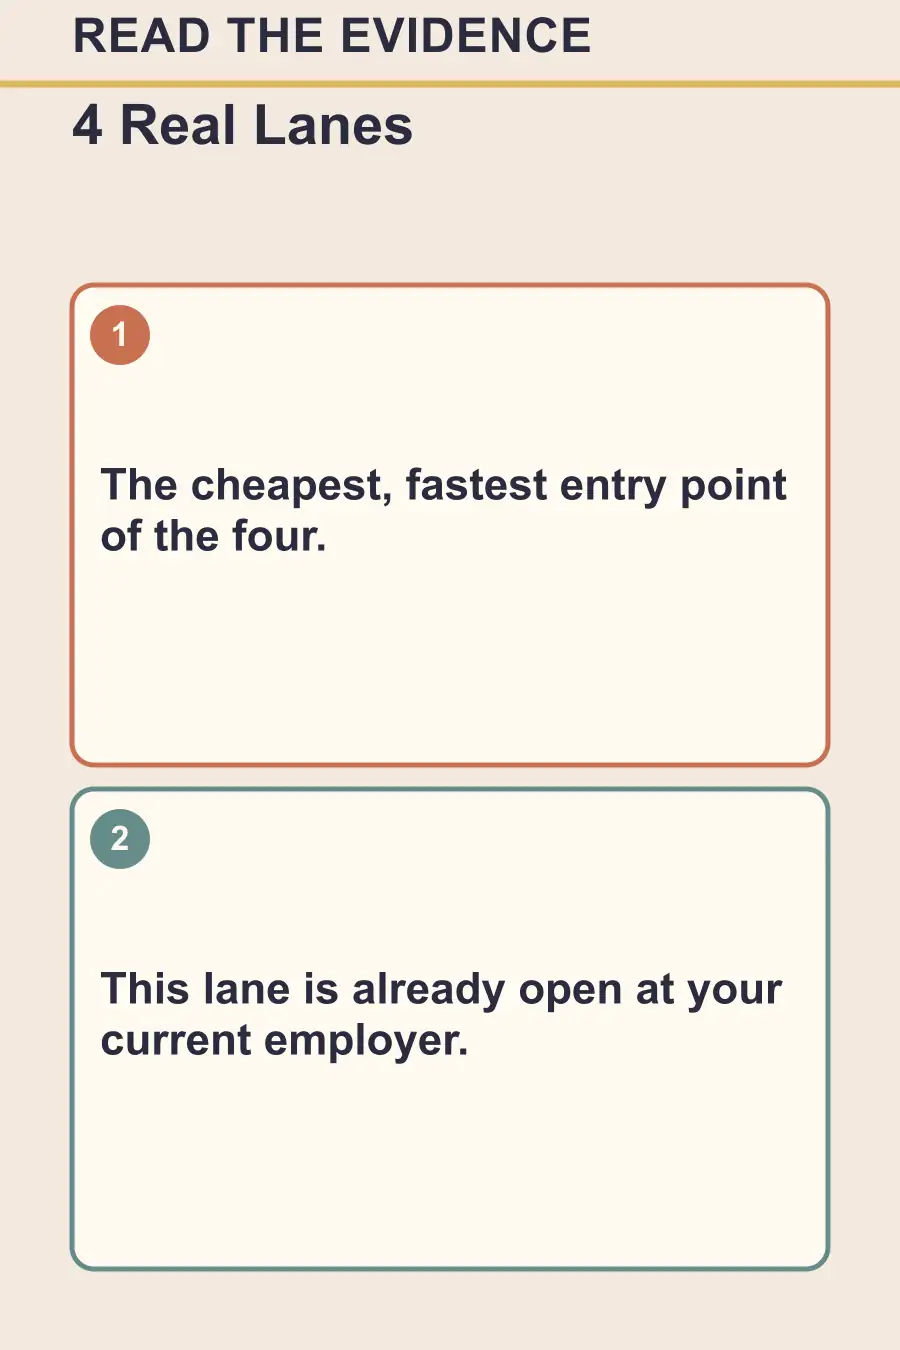 READ THE EVIDENCE
4 Real Lanes
1
The cheapest, fastest entry point
of the four.
2
This lane is already open at your
current employer.